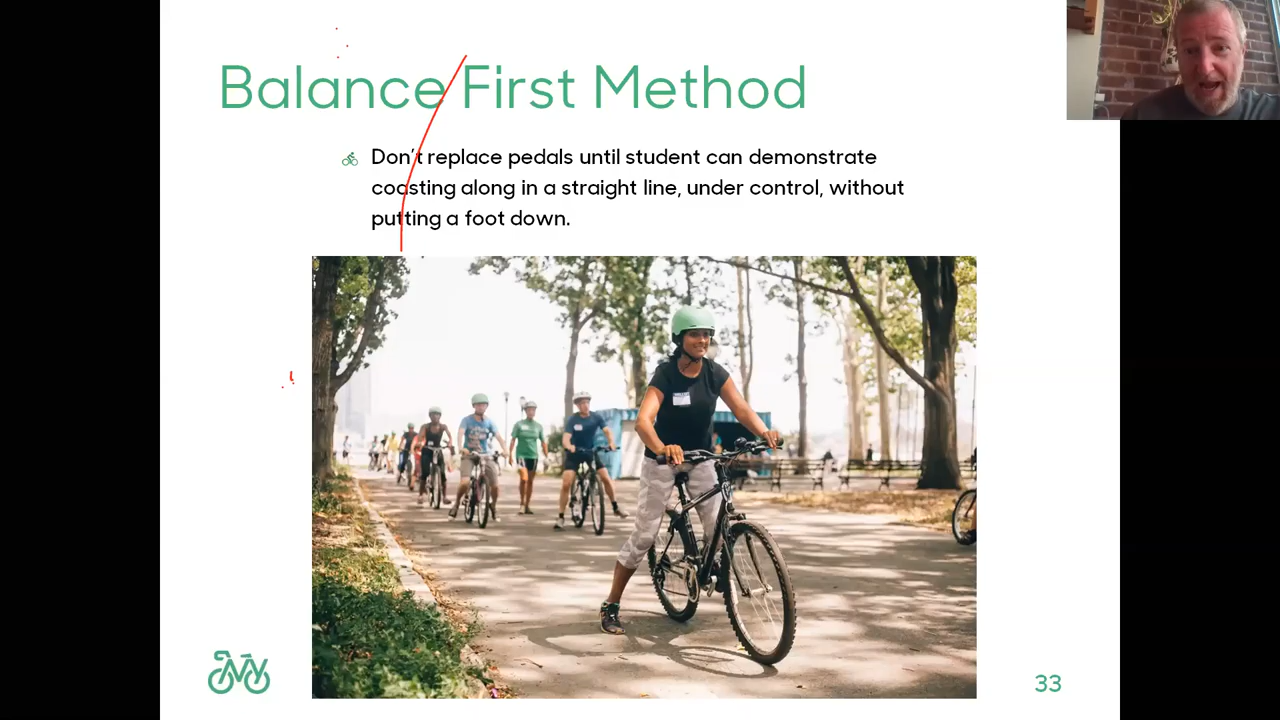 Balance First Method
Don't replace pedals until student can demonstrate
coasting along in a straight line, under control, without
putting a foot down.
33